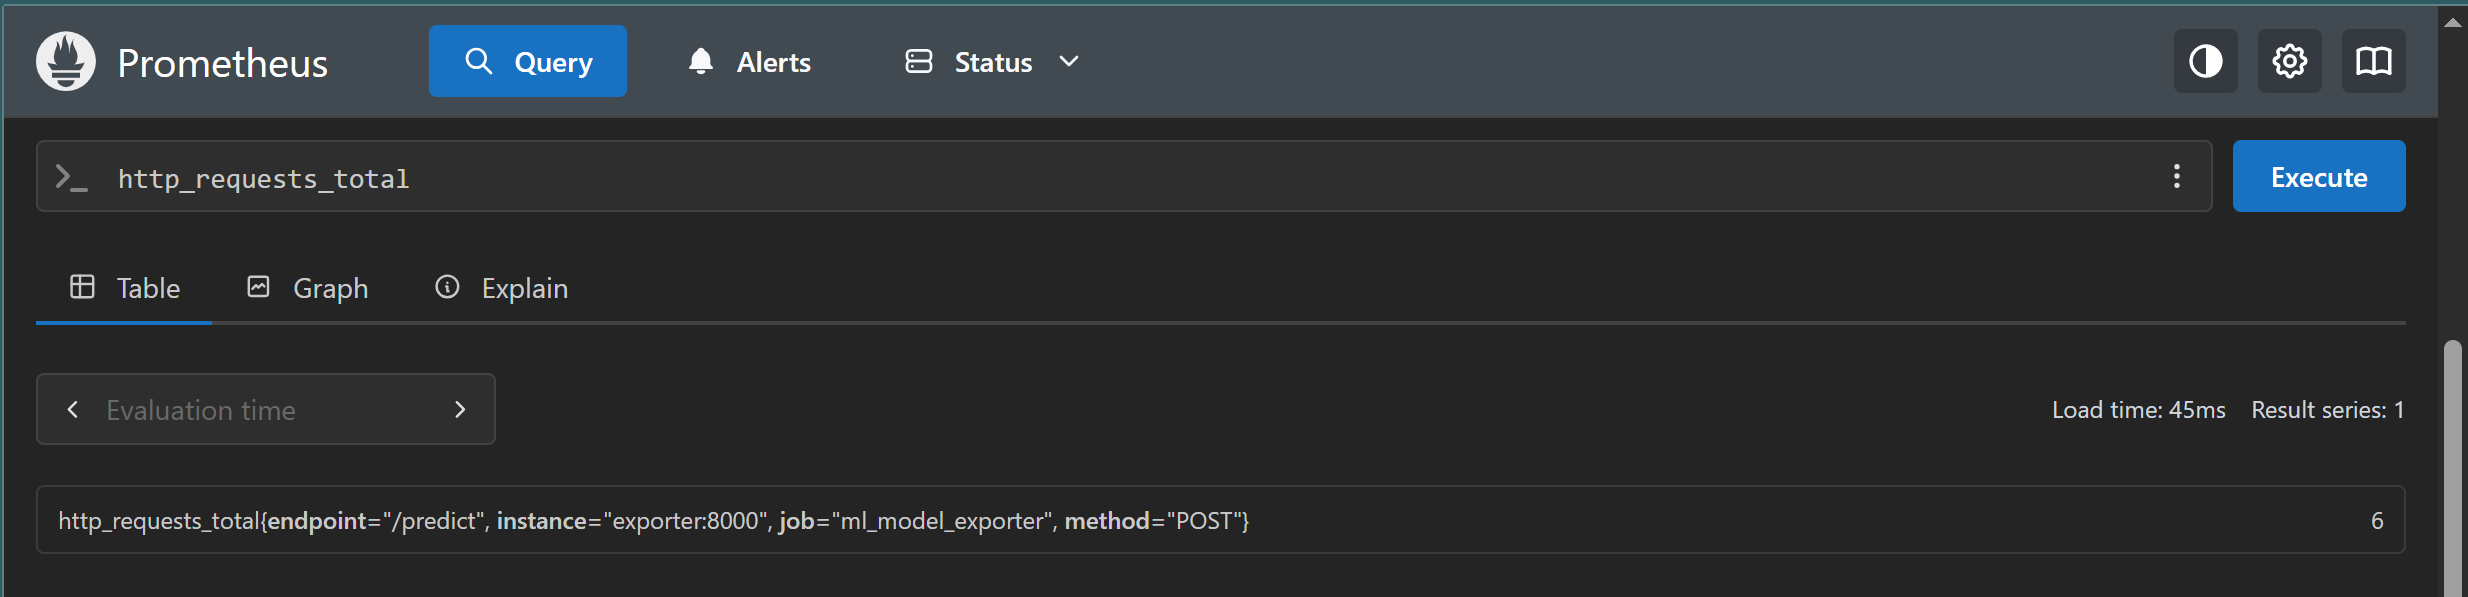 Prometheus Query Alerts Status
>_ http_requests_total Execute
Table Graph Explain
Evaluation time Load time: 45ms Result series: 1
http_requests_total{endpoint="/predict", instance="exporter:8000", job="ml_model_exporter", method="POST"} 6